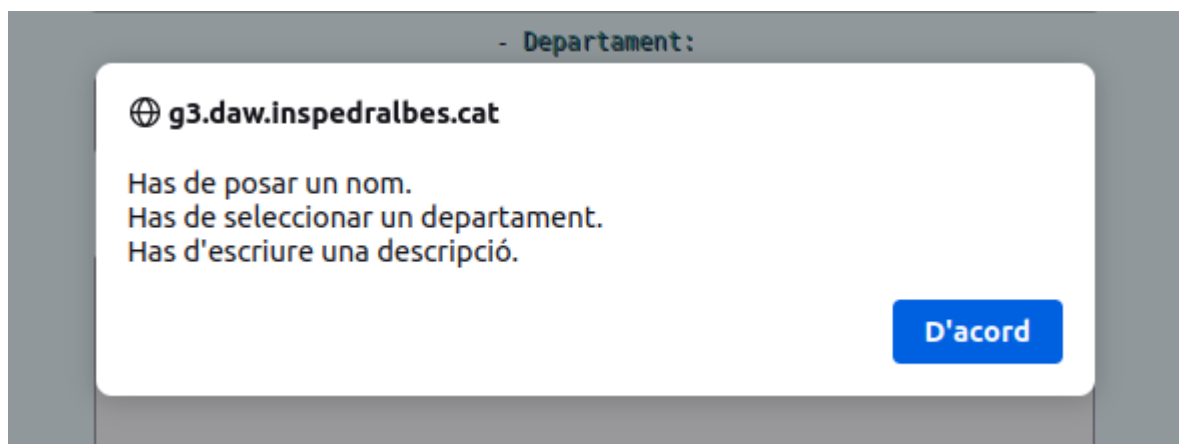 - Departament:
g3.daw.inspedralbes.cat
Has de posar un nom.
Has de seleccionar un departament.
Has d'escriure una descripció.
D'acord